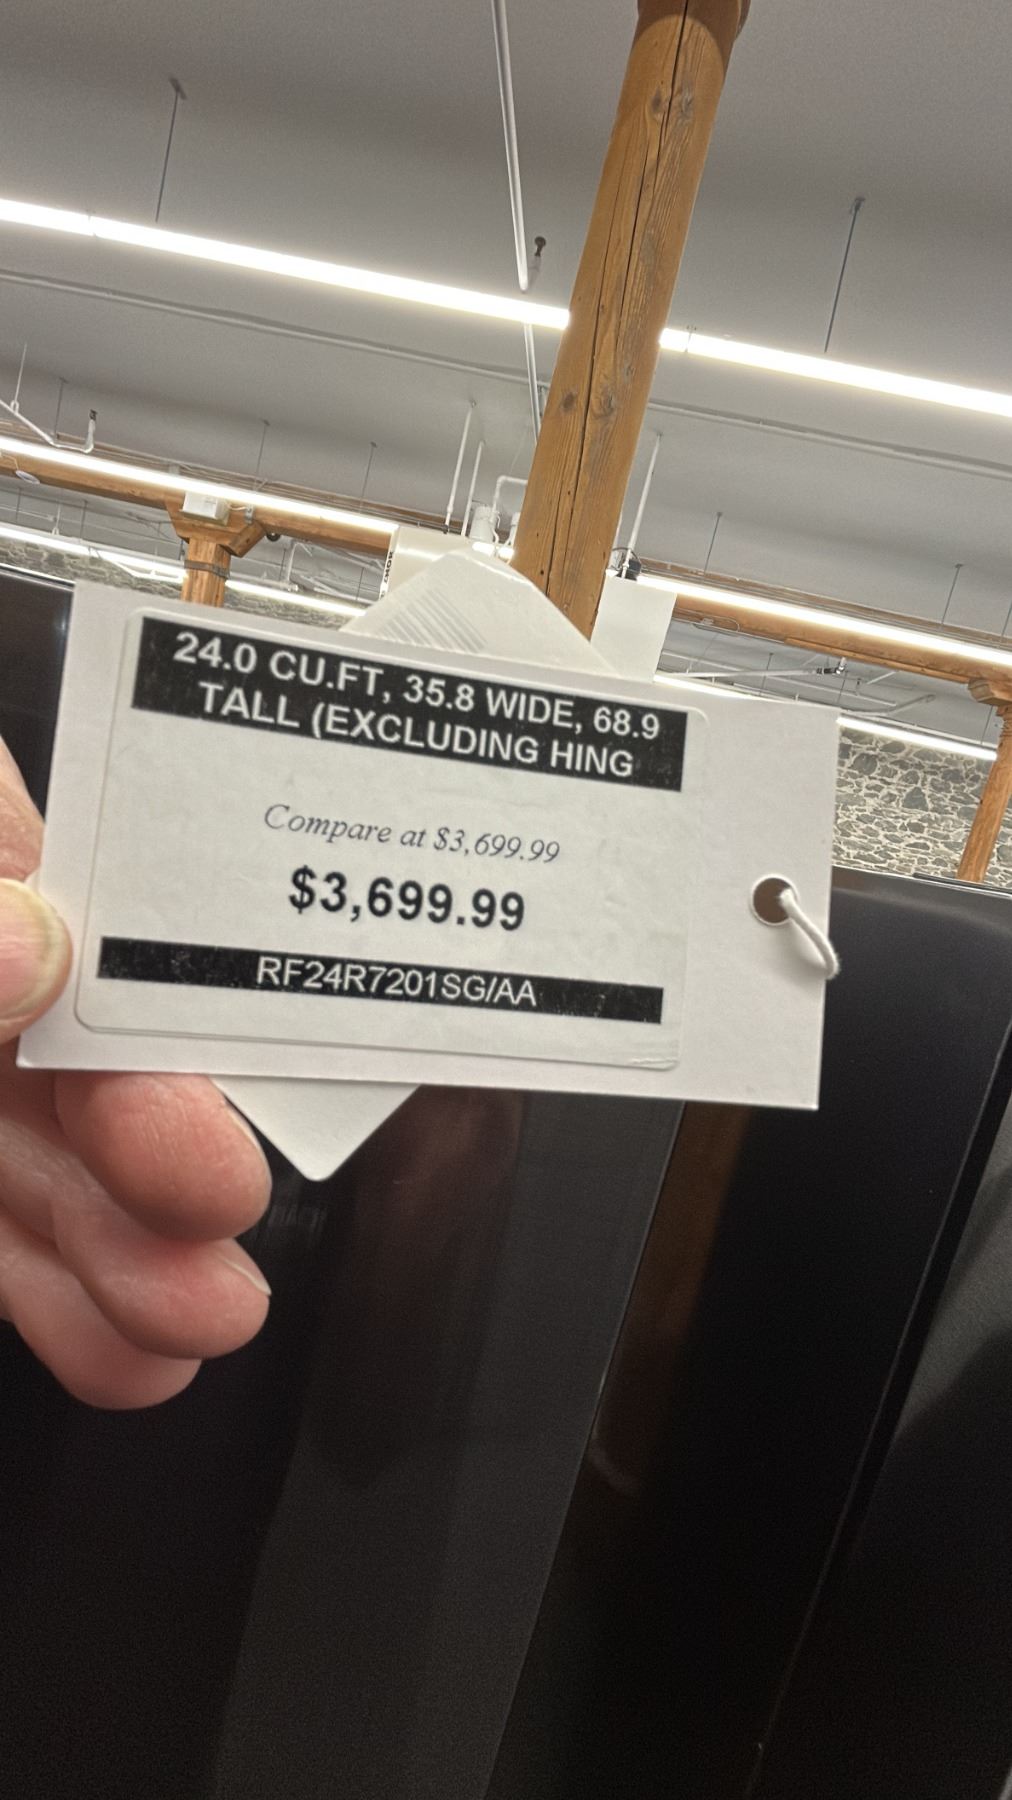 24.0 CU.FT, 35.8 WIDE, 68.9
TALL (EXCLUDING HING
Compare at $3,699.99
$3,699.99
RF24R7201SG/AA